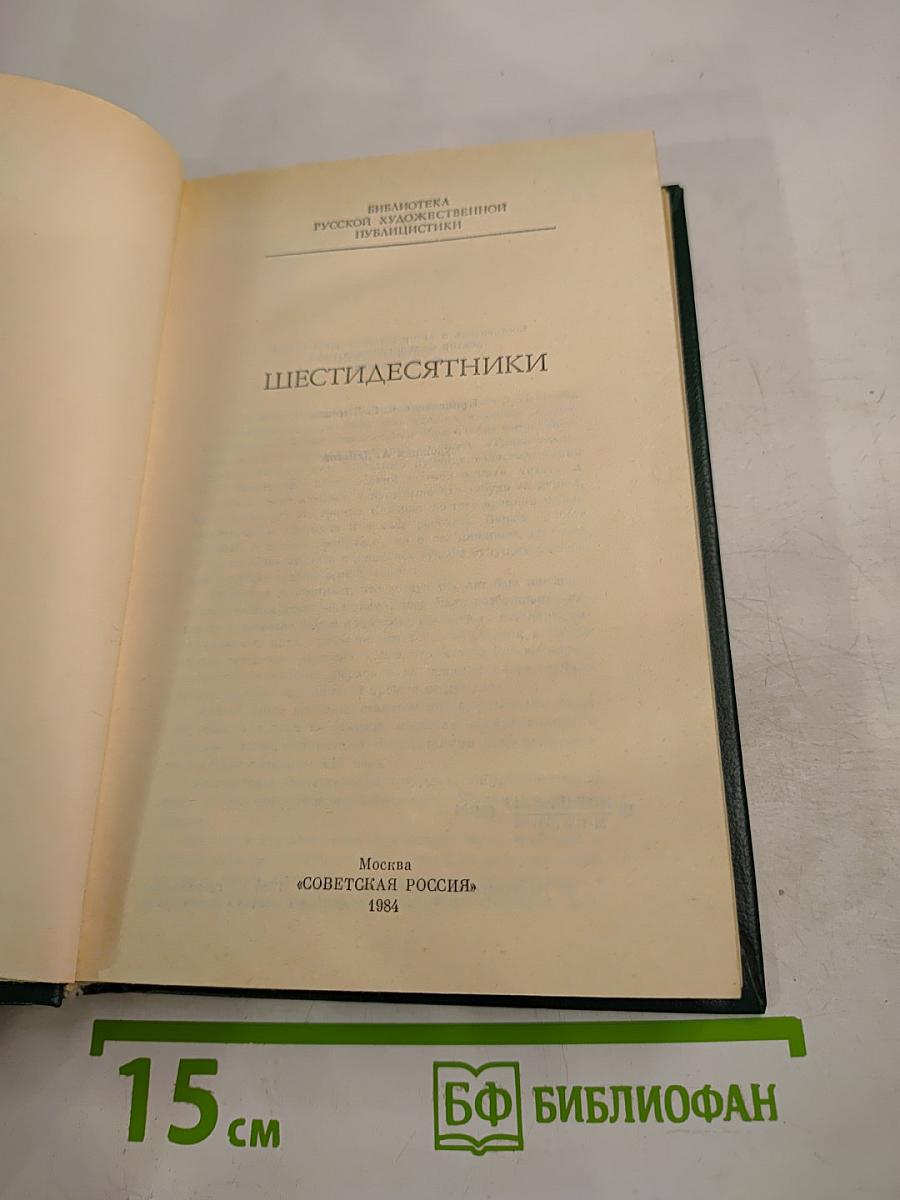 БИБЛИОТЕКА
РУССКОЙ ХУДОЖЕСТВЕННОЙ
ПУБЛИЦИСТИКИ
ШЕСТИДЕСЯТНИКИ
Москва
«СОВЕТСКАЯ РОССИЯ»
1984
15 см
БФ БИБЛИОФАН